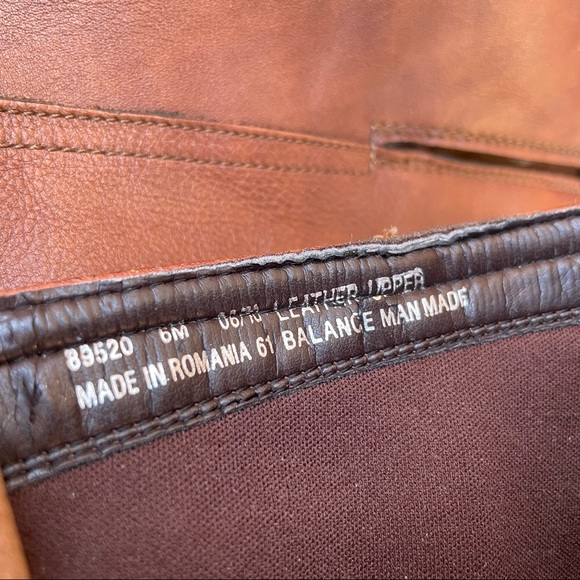 89520 6M 06/10 LEATHER UPPER
MADE IN ROMANIA 61 BALANCE MAN MADE